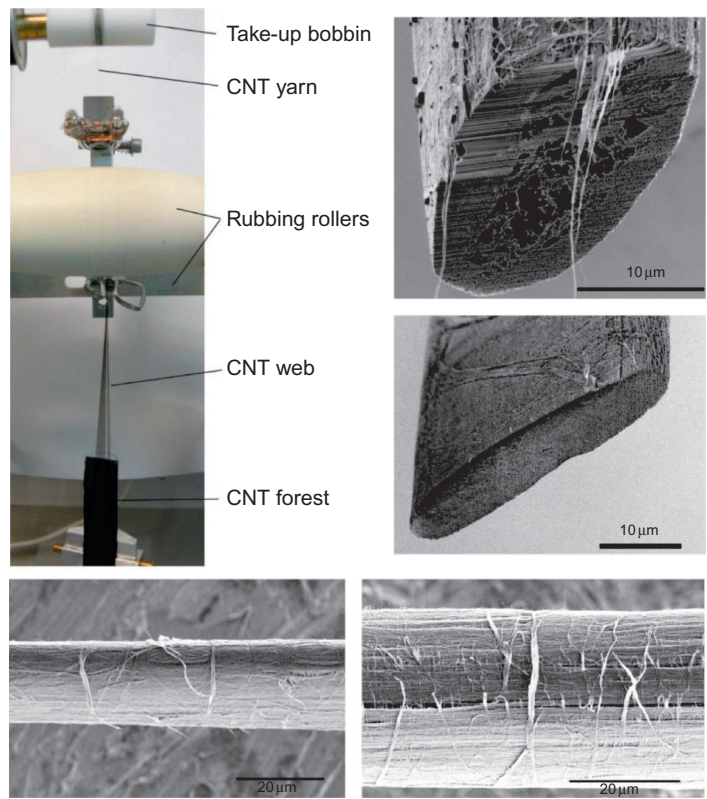 Take-up bobbin
CNT yarn
Rubbing rollers
CNT web
CNT forest
10 μm
10 μm
20 μm
20 μm